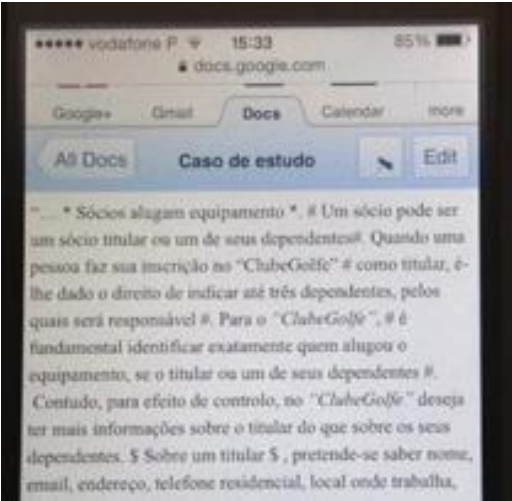 vodafone P 15:33 85%
docs.google.com
Google+ Gmail Docs Calendar more
All Docs Caso de estudo Edit
"... * Sócios alugam equipamento *. # Um sócio pode ser
um sócio titular ou um de seus dependentes#. Quando uma
pessoa faz sua inscrição no "ClubeGolfe" # como titular, é-
lhe dado o direito de indicar até três dependentes, pelos
quais será responsável #. Para o "ClubeGolfe", # é
fundamental identificar exatamente quem alugou o
equipamento, se o titular ou um de seus dependentes #.
Contudo, para efeito de controlo, no "ClubeGolfe" deseja
ter mais informações sobre o titular do que sobre os seus
dependentes. $ Sobre um titular $ , pretende-se saber nome,
email, endereço, telefone residencial, local onde trabalha,